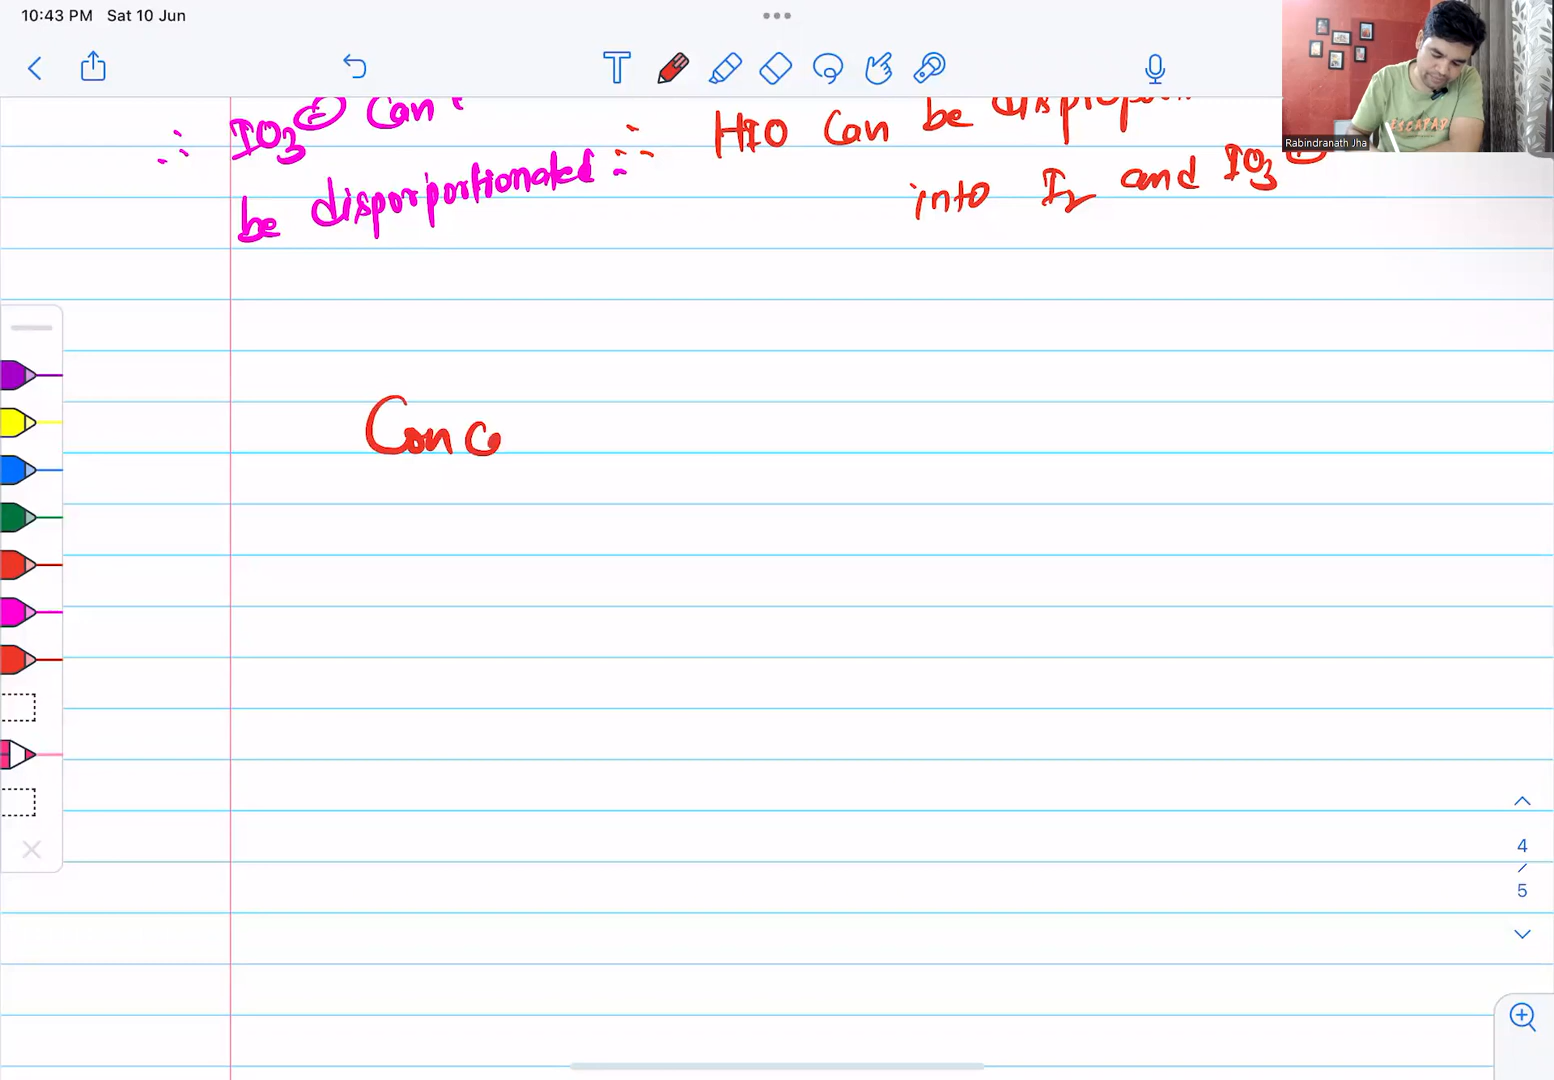 10:43 PM Sat 10 Jun
Rabindranath Jha
∴ IO3⊖ Can't
be disporportionated
∴ HIO Can be
into I2 and IO3
Conc
4
/
5